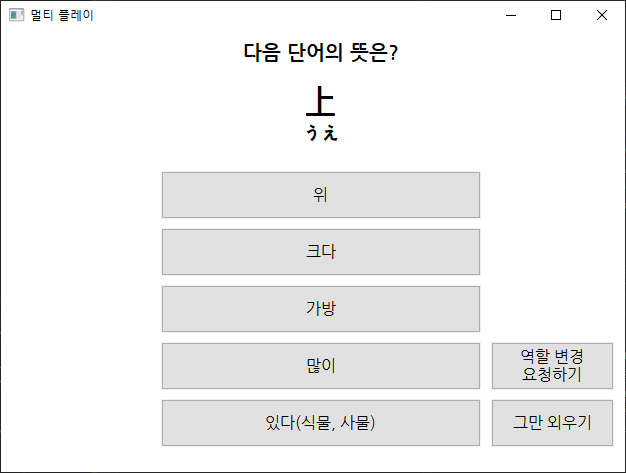 멀티 플레이
다음 단어의 뜻은?
上
うえ
위
크다
가방
많이
역할 변경
요청하기
있다(식물, 사물)
그만 외우기